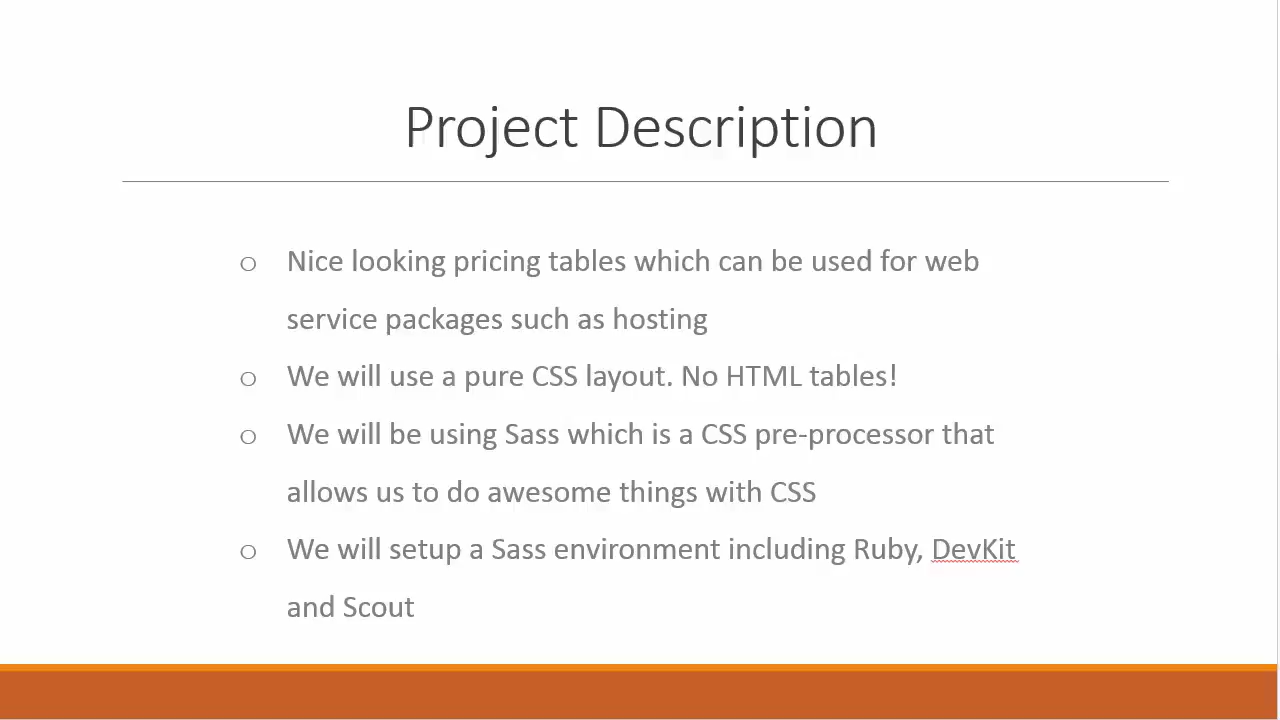 Project Description
o Nice looking pricing tables which can be used for web
service packages such as hosting
o We will use a pure CSS layout. No HTML tables!
o We will be using Sass which is a CSS pre-processor that
allows us to do awesome things with CSS
o We will setup a Sass environment including Ruby, DevKit
and Scout